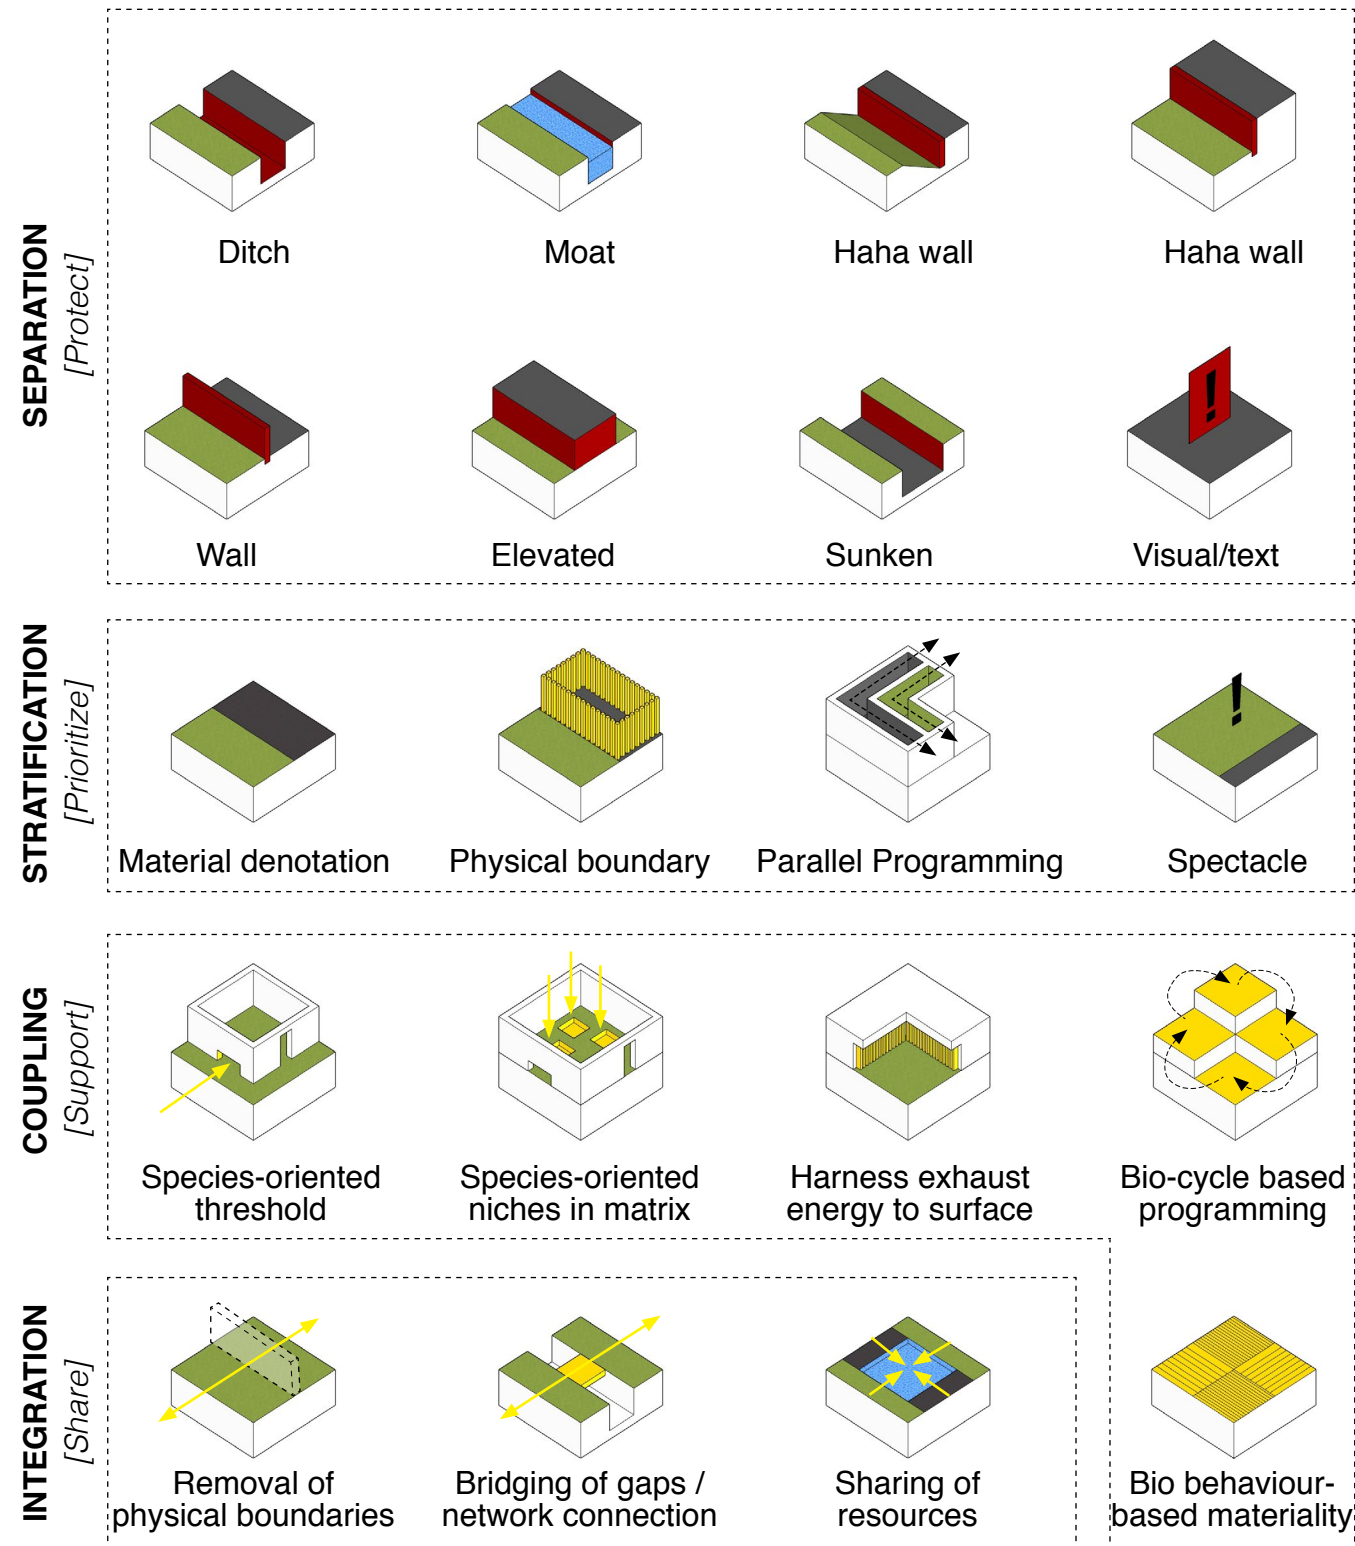 SEPARATION
[Protect]
Ditch
Moat
Haha wall
Haha wall
Wall
Elevated
!
Sunken
Visual/text
STRATIFICATION
[Prioritize]
!
Material denotation
Physical boundary
Parallel Programming
Spectacle
COUPLING
[Support]
Species-oriented
threshold
Species-oriented
niches in matrix
Harness exhaust
energy to surface
Bio-cycle based
programming
INTEGRATION
[Share]
Removal of
physical boundaries
Bridging of gaps /
network connection
Sharing of
resources
Bio behaviour-
based materiality